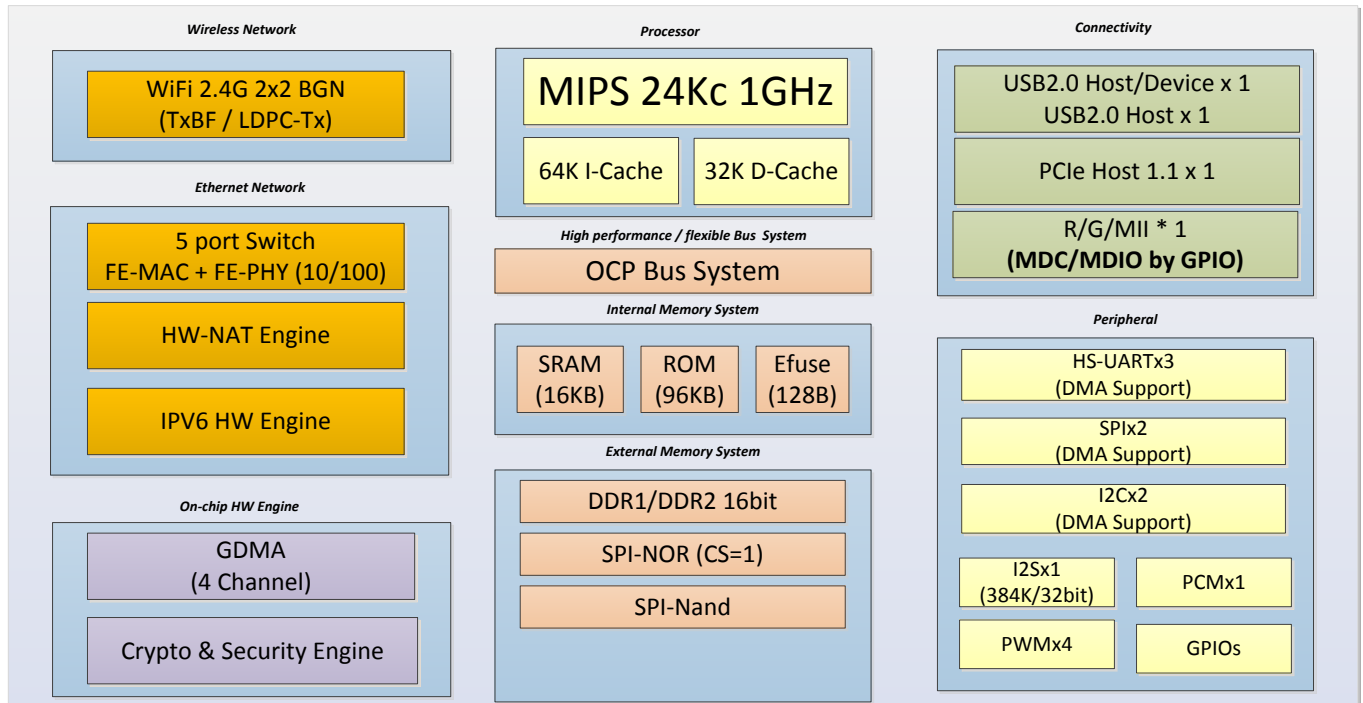 Wireless Network
WiFi 2.4G 2x2 BGN
(TxBF / LDPC-Tx)
Ethernet Network
5 port Switch
FE-MAC + FE-PHY (10/100)
HW-NAT Engine
IPV6 HW Engine
On-chip HW Engine
GDMA
(4 Channel)
Crypto & Security Engine
Processor
MIPS 24Kc 1GHz
64K I-Cache
32K D-Cache
High performance / flexible Bus System
OCP Bus System
Internal Memory System
SRAM
(16KB)
ROM
(96KB)
Efuse
(128B)
External Memory System
DDR1/DDR2 16bit
SPI-NOR (CS=1)
SPI-Nand
Connectivity
USB2.0 Host/Device x 1
USB2.0 Host x 1
PCIe Host 1.1 x 1
R/G/MII * 1
(MDC/MDIO by GPIO)
Peripheral
HS-UARTx3
(DMA Support)
SPIx2
(DMA Support)
I2Cx2
(DMA Support)
I2Sx1
(384K/32bit)
PCMx1
PWMx4
GPIOs